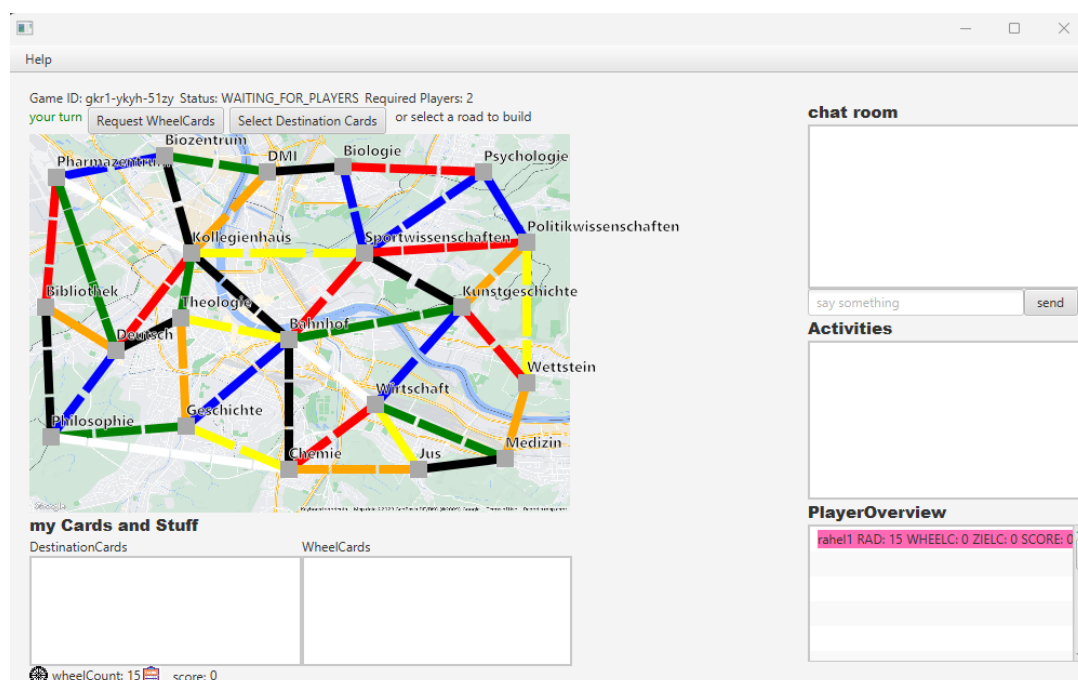 Help
Game ID: gkr1-ykyh-51zy Status: WAITING_FOR_PLAYERS Required Players: 2
your turn Request WheelCards Select Destination Cards or select a road to build
Biozentrum
Pharmazentrum
DMI
Biologie
Psychologie
Kollegienhaus
Sportwissenschaften
Politikwissenschaften
Bibliothek
Theologie
Kunstgeschichte
Deutsch
Bahnhof
Wettstein
Wirtschaft
Philosophie
Geschichte
Chemie
Jus
Medizin
Google
my Cards and Stuff
DestinationCards
WheelCards
wheelCount: 15
score: 0
chat room
say something
send
Activities
PlayerOverview
rahel1 RAD: 15 WHEELC: 0 ZIELC: 0 SCORE: 0